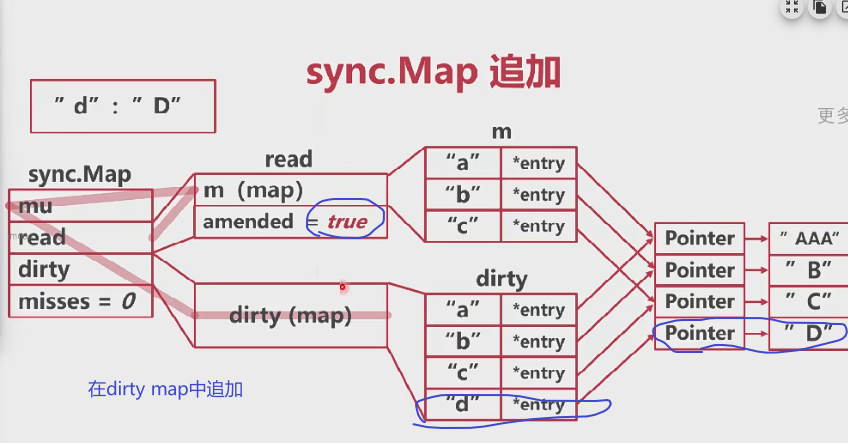 sync.Map 追加
更多
" d" : " D"
m
read
sync.Map
"a" *entry
m (map)
"b" *entry
mu
amended = true
"c" *entry
read
Pointer " AAA"
dirty
dirty
Pointer " B"
misses = 0
"a" *entry
Pointer " C"
dirty (map)
"b" *entry
Pointer " D"
"c" *entry
在dirty map中追加
"d" *entry